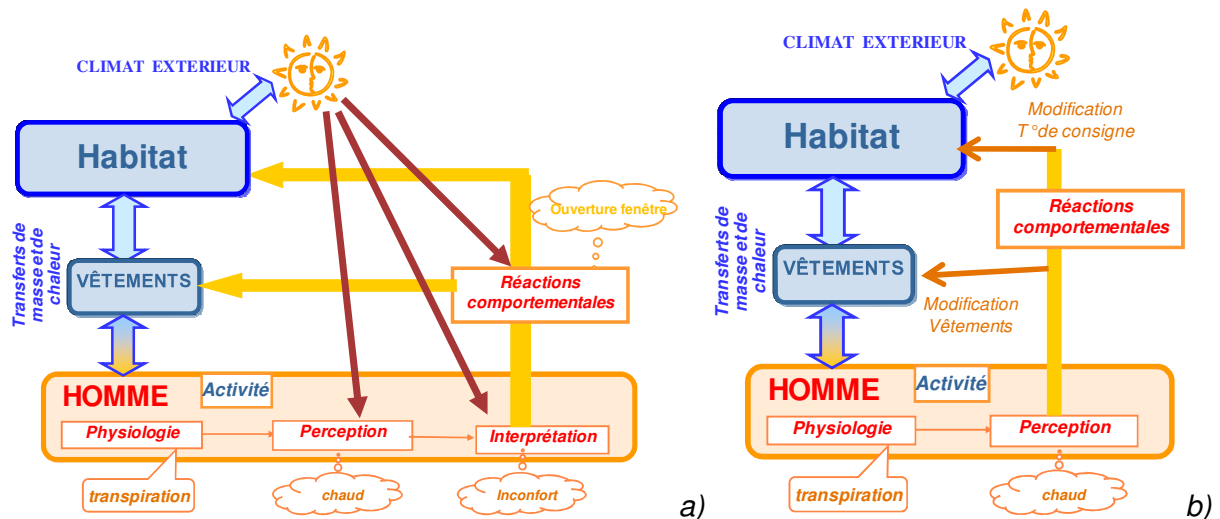 CLIMAT EXTERIEUR
Habitat
Ouverture fenêtre
Transferts de
masse et de
chaleur
VÊTEMENTS
Réactions
comportementales
HOMME
Activité
Physiologie
Perception
Interprétation
transpiration
chaud
Inconfort
a)
CLIMAT EXTERIEUR
Modification
T° de consigne
Habitat
Réactions
comportementales
Transferts de
masse et de
chaleur
VÊTEMENTS
Modification
Vêtements
HOMME
Activité
Physiologie
Perception
transpiration
chaud
b)